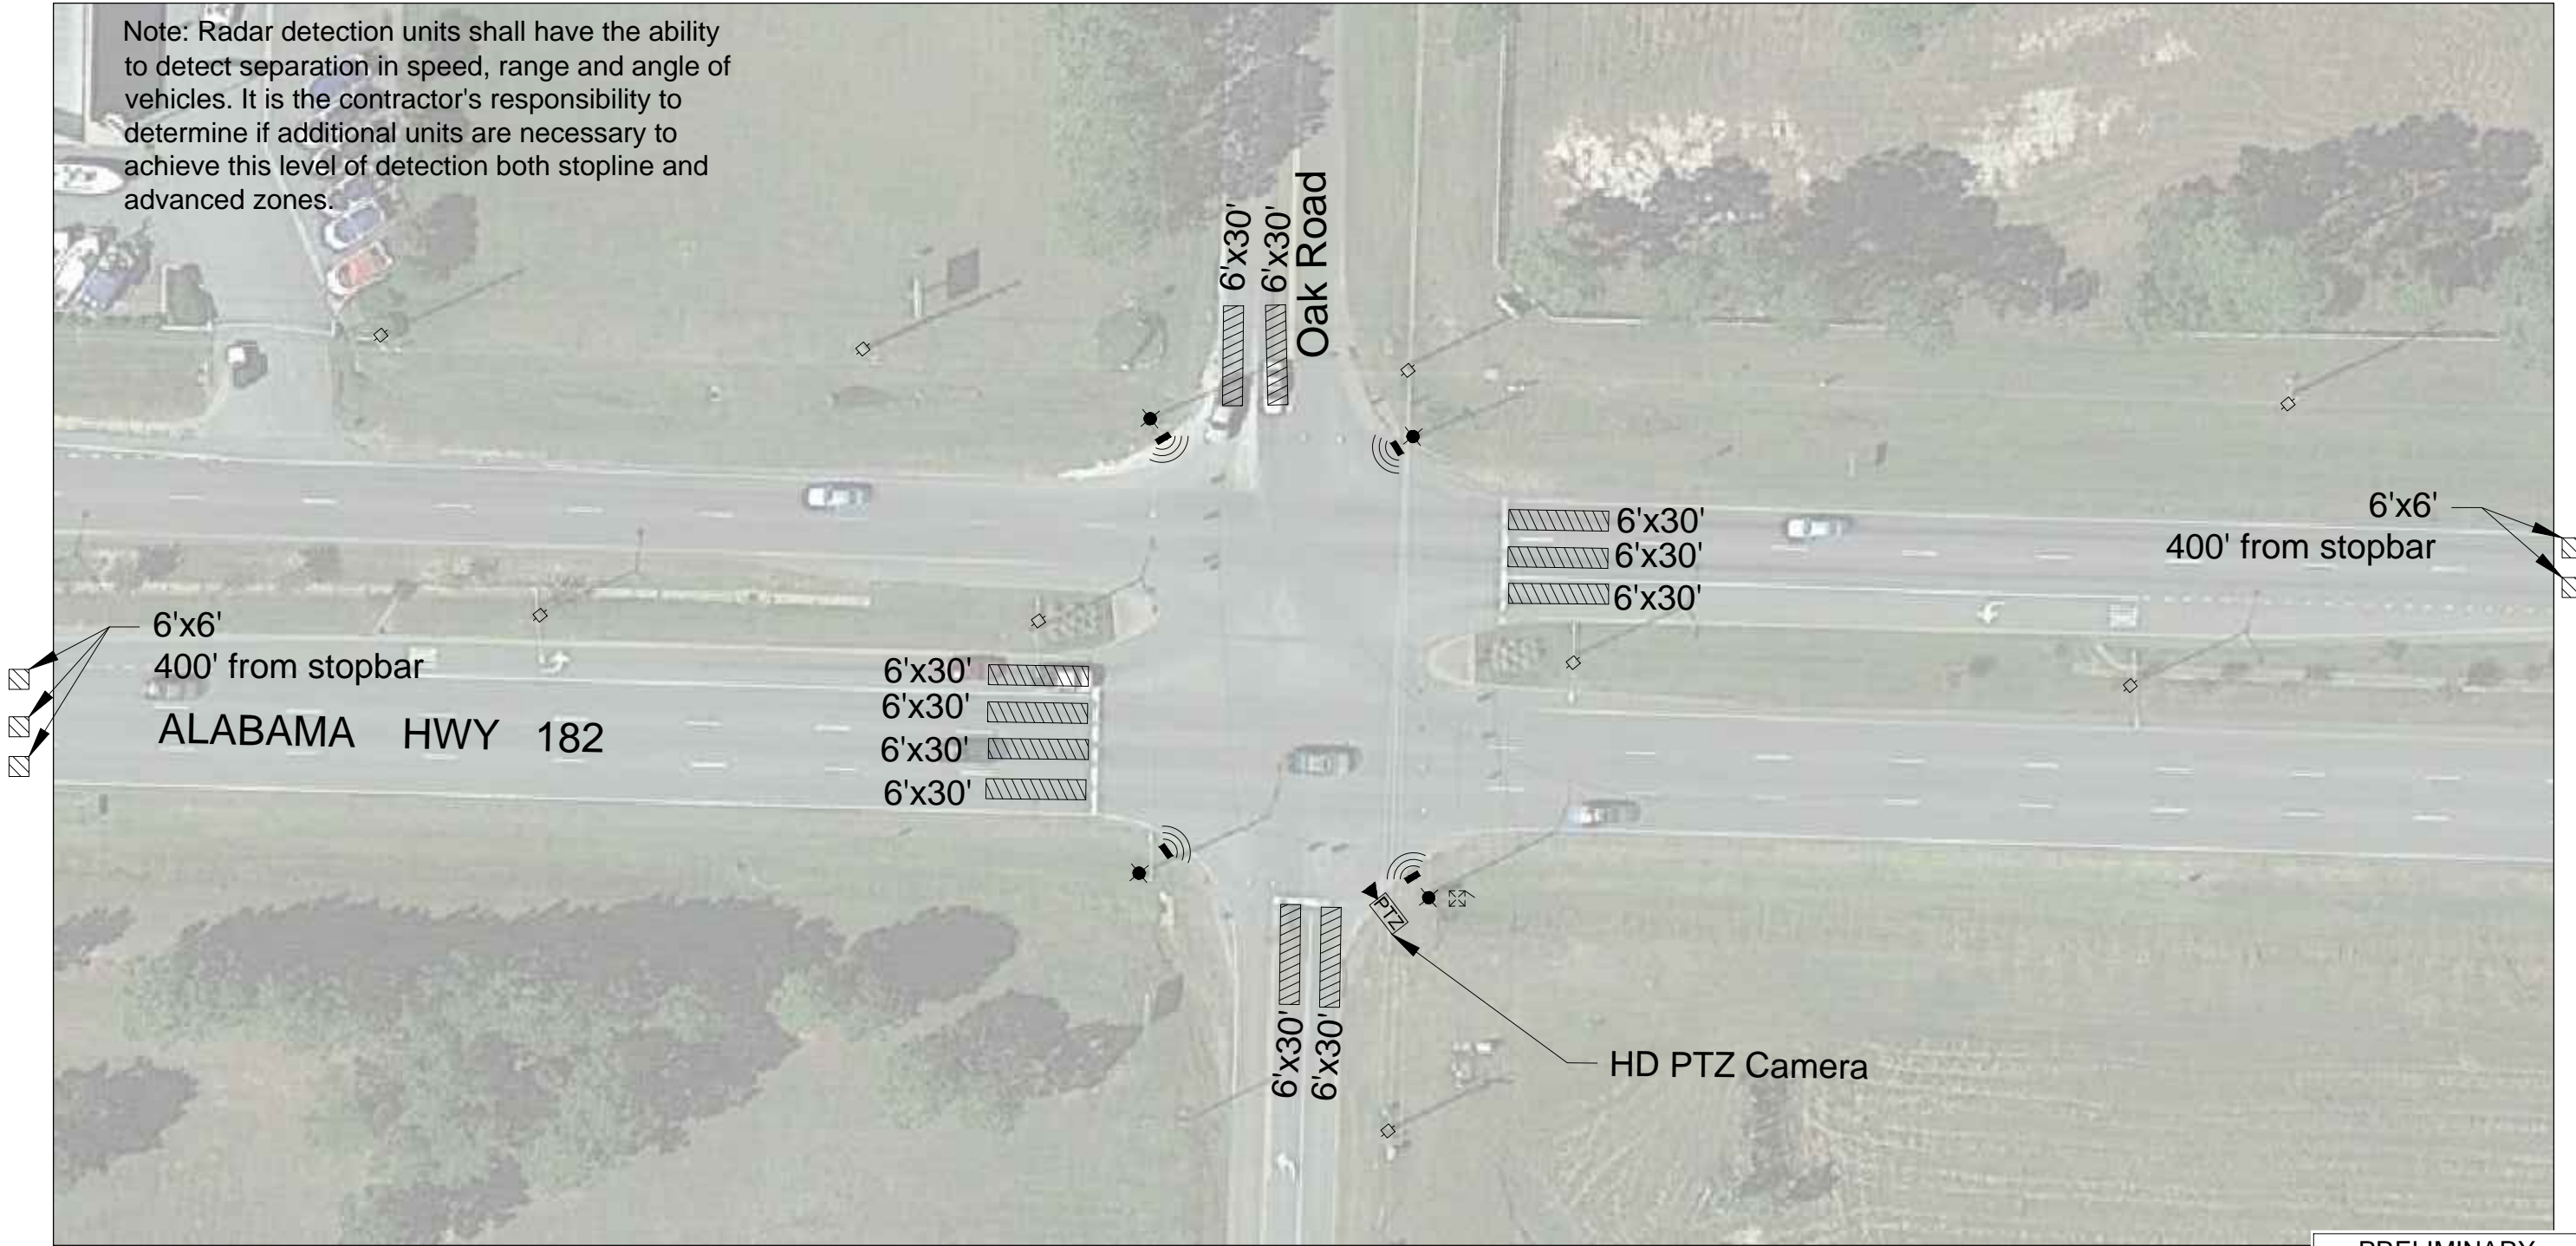 Note: Radar detection units shall have the ability
to detect separation in speed, range and angle of
vehicles. It is the contractor's responsibility to
determine if additional units are necessary to
achieve this level of detection both stopline and
advanced zones.
6'x30'
6'x30'
Oak Road
6'x30'
6'x30'
6'x30'
6'x6'
400' from stopbar
6'x6'
400' from stopbar
ALABAMA HWY 182
6'x30'
6'x30'
6'x30'
6'x30'
PTZ
6'x30'
6'x30'
HD PTZ Camera
PRELIMINARY